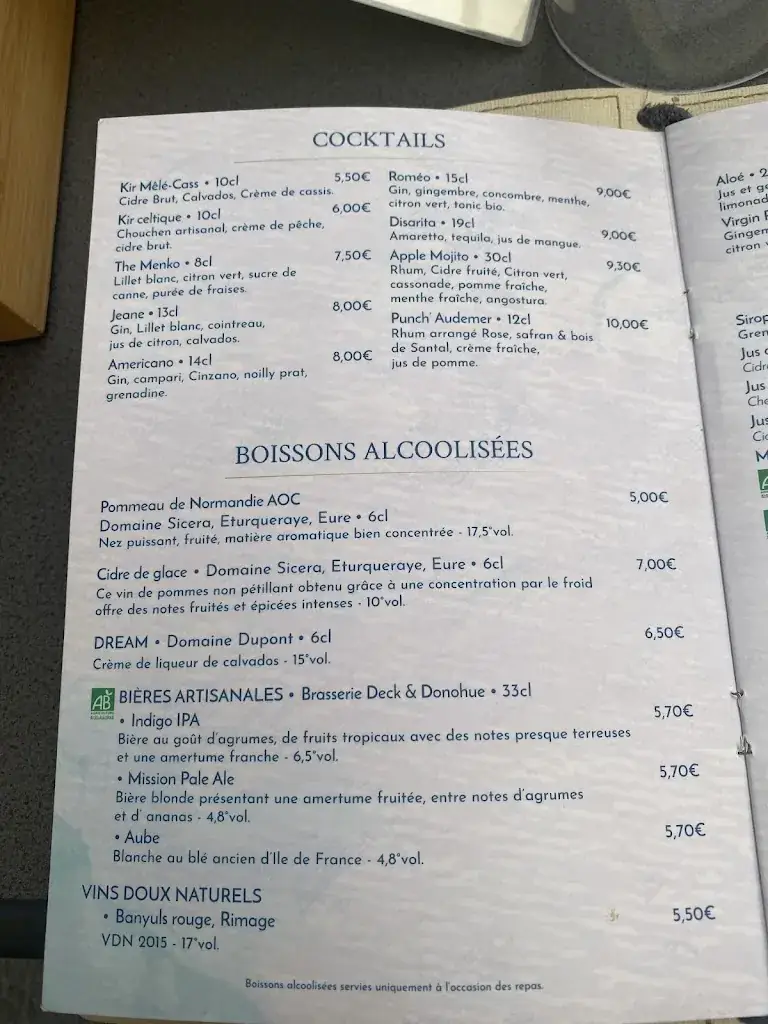 COCKTAILS
Kir Mêlé-Cass • 10cl 5,50€
Cidre Brut, Calvados, Crème de cassis.
Kir celtique • 10cl 6,00€
Chouchen artisanal, crème de pêche,
cidre brut.
The Menko • 8cl 7,50€
Lillet blanc, citron vert, sucre de
canne, purée de fraises.
Jeane • 13cl 8,00€
Gin, Lillet blanc, cointreau,
jus de citron, calvados.
Americano • 14cl 8,00€
Gin, campari, Cinzano, noilly prat,
grenadine.
Roméo • 15cl 9,00€
Gin, gingembre, concombre, menthe,
citron vert, tonic bio.
Disarita • 19cl 9,00€
Amaretto, tequila, jus de mangue.
Apple Mojito • 30cl 9,30€
Rhum, Cidre fruité, Citron vert,
cassonade, pomme fraîche,
menthe fraîche, angostura.
Punch' Audemer • 12cl 10,00€
Rhum arrangé Rose, safran & bois
de Santal, crème fraîche,
jus de pomme.
BOISSONS ALCOOLISÉES
Pommeau de Normandie AOC 5,00€
Domaine Sicera, Eturqueraye, Eure • 6cl
Nez puissant, fruité, matière aromatique bien concentrée - 17,5°vol.
Cidre de glace • Domaine Sicera, Eturqueraye, Eure • 6cl 7,00€
Ce vin de pommes non pétillant obtenu grâce à une concentration par le froid
offre des notes fruités et épicées intenses - 10°vol.
DREAM • Domaine Dupont • 6cl 6,50€
Crème de liqueur de calvados - 15°vol.
AB BIÈRES ARTISANALES • Brasserie Deck & Donohue • 33cl
• Indigo IPA 5,70€
Bière au goût d'agrumes, de fruits tropicaux avec des notes presque terreuses
et une amertume franche - 6,5°vol.
• Mission Pale Ale 5,70€
Bière blonde présentant une amertume fruitée, entre notes d'agrumes
et d' ananas - 4,8°vol.
• Aube 5,70€
Blanche au blé ancien d'Ile de France - 4,8°vol.
VINS DOUX NATURELS
• Banyuls rouge, Rimage 5,50€
VDN 2015 - 17°vol.
Boissons alcoolisées servies uniquement à l'occasion des repas.
Aloé • 2
Jus et
limonad
Virgin
Gingem
citron
Sirop
Gren
Jus
Cidr
Jus
Che
Jus